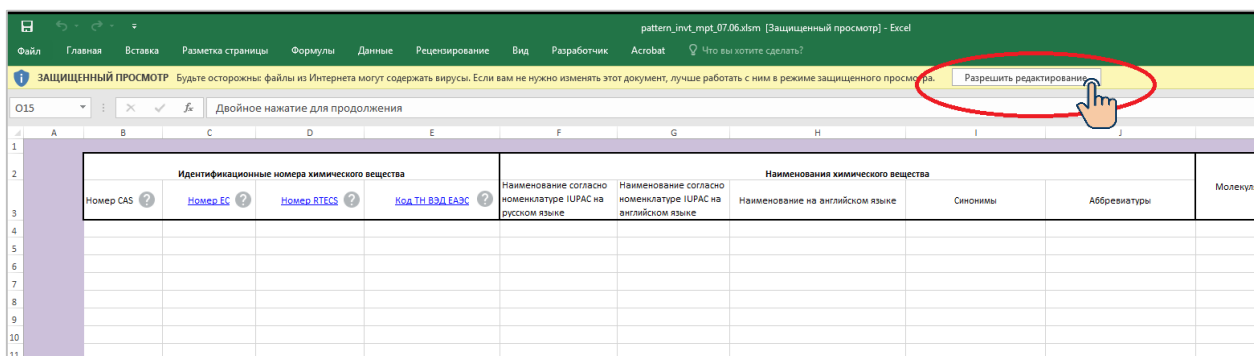 pattern_invt_mpt_07.06.xlsm [Защищенный просмотр] - Excel
Файл Главная Вставка Разметка страницы Формулы Данные Рецензирование Вид Разработчик Acrobat Что вы хотите сделать?
ЗАЩИЩЕННЫЙ ПРОСМОТР Будьте осторожны: файлы из Интернета могут содержать вирусы. Если вам не нужно изменять этот документ, лучше работать с ним в режиме защищенного просмотра. Разрешить редактирование
O15 fx Двойное нажатие для продолжения
A B C D E F G H I J
1
2 Идентификационные номера химического вещества Наименования химического вещества
Номер CAS ? Номер EC ? Номер RTECS ? Код ТН ВЭД ЕАЭС ?
Наименование согласно номенклатуре IUPAC на русском языке
Наименование согласно номенклатуре IUPAC на английском языке
Наименование на английском языке Синонимы Аббревиатуры Молекул
3
4
5
6
7
8
9
10
11